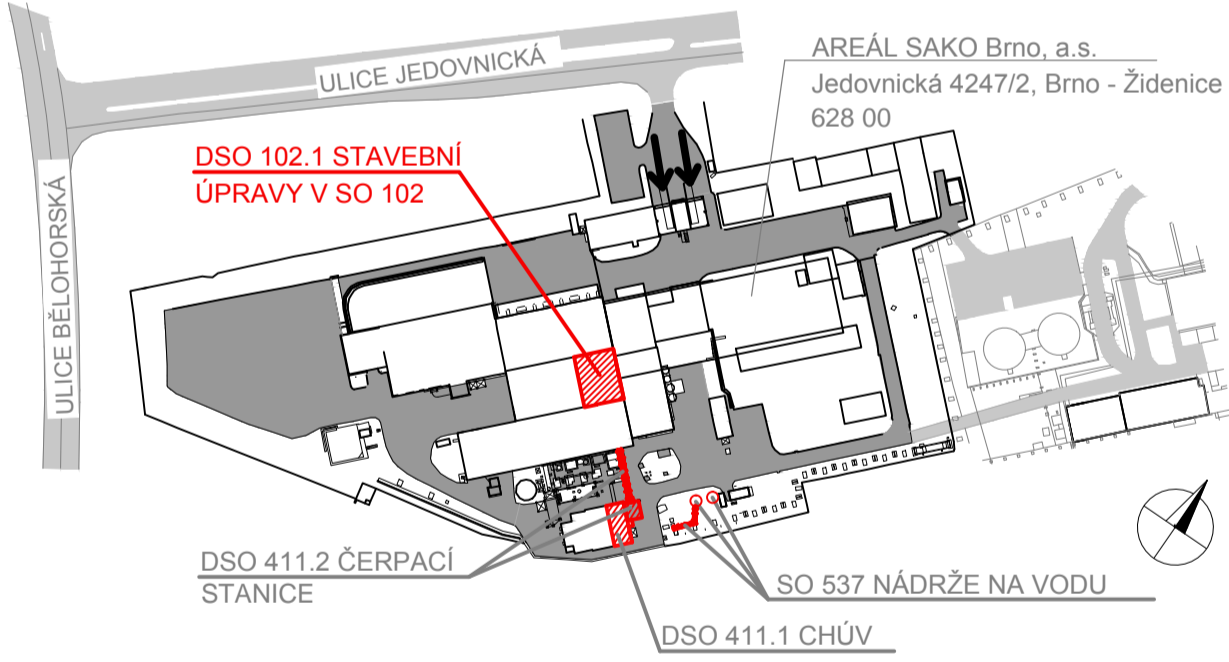 ULICE JEDOVNICKÁ
AREÁL SAKO Brno, a.s.
Jedovnická 4247/2, Brno - Židenice
628 00
DSO 102.1 STAVEBNÍ
ÚPRAVY V SO 102
ULICE BĚLOHORSKÁ
DSO 411.2 ČERPACÍ
STANICE
SO 537 NÁDRŽE NA VODU
DSO 411.1 CHÚV